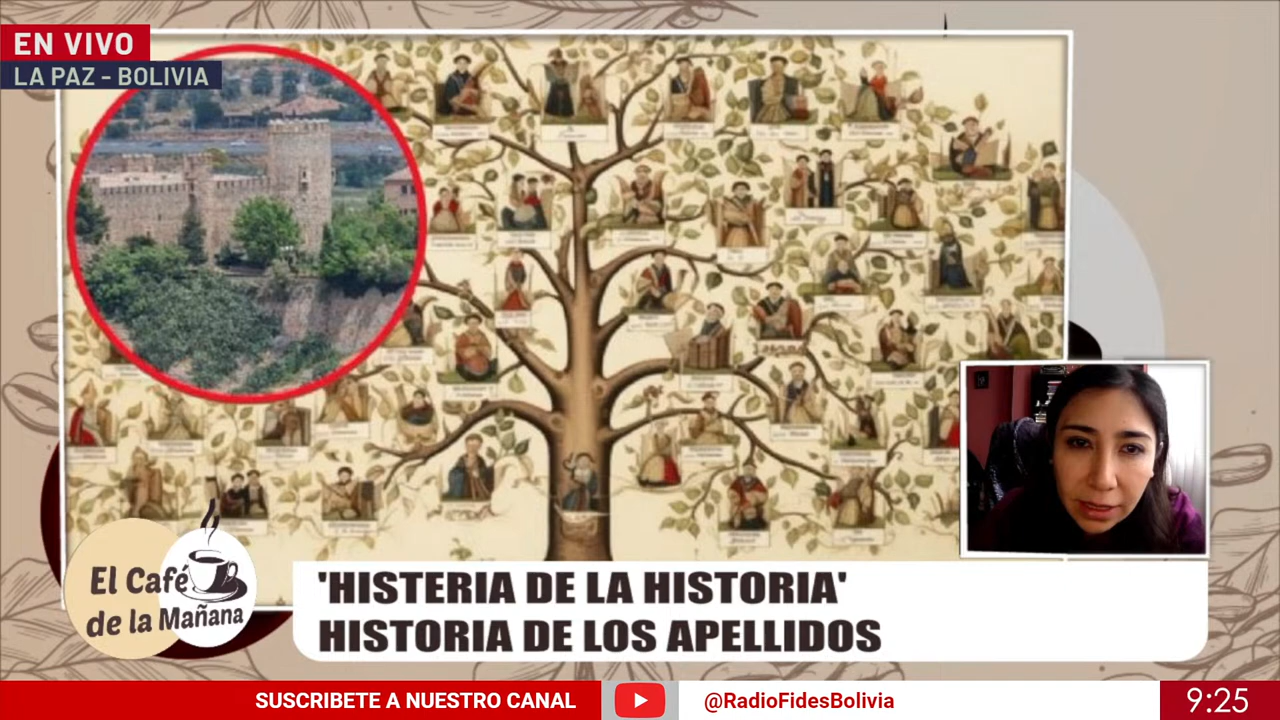 EN VIVO
LA PAZ - BOLIVIA
El Café
de la Mañana
'HISTERIA DE LA HISTORIA'
HISTORIA DE LOS APELLIDOS
SUSCRIBETE A NUESTRO CANAL
@RadioFidesBolivia
9:25